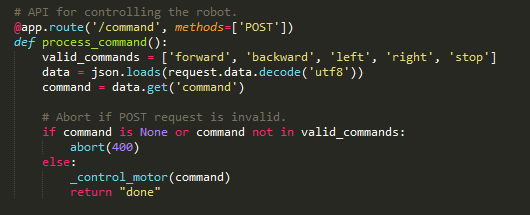 # API for controlling the robot.
@app.route('/command', methods=['POST'])
def process_command():
    valid_commands = ['forward', 'backward', 'left', 'right', 'stop']
    data = json.loads(request.data.decode('utf8'))
    command = data.get('command')

    # Abort if POST request is invalid.
    if command is None or command not in valid_commands:
        abort(400)
    else:
        _control_motor(command)
        return "done"